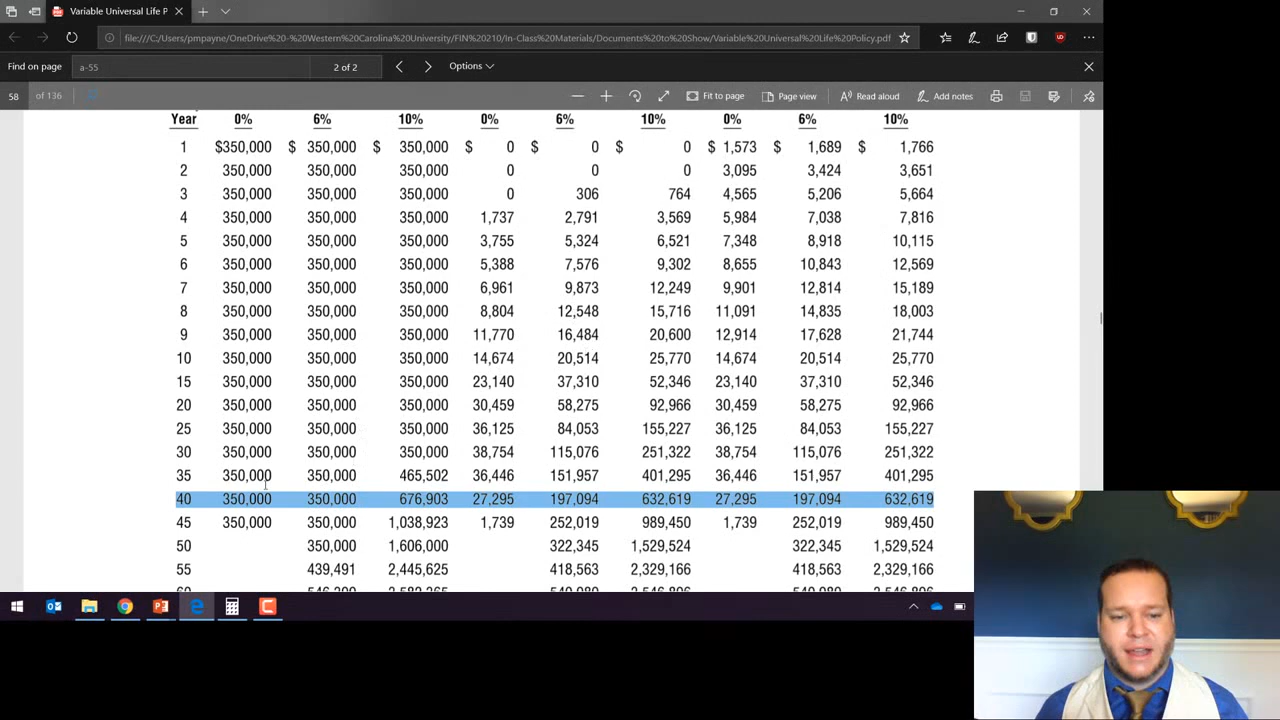 Variable Universal Life P
file:///C:/Users/pmpayne/OneDrive%20-%20Western%20Carolina%20University/FIN%20210/In-Class%20Materials/Documents%20to%20Show/Variable%20Universal%20Life%20Policy.pdf
Find on page a-55 2 of 2 Options
58 of 136 Fit to page Page view Read aloud Add notes
Year 0% 6% 10% 0% 6% 10% 0% 6% 10%
1 $350,000 $ 350,000 $ 350,000 $ 0 $ 0 $ 0 $ 1,573 $ 1,689 $ 1,766
2 350,000 350,000 350,000 0 0 0 3,095 3,424 3,651
3 350,000 350,000 350,000 0 306 764 4,565 5,206 5,664
4 350,000 350,000 350,000 1,737 2,791 3,569 5,984 7,038 7,816
5 350,000 350,000 350,000 3,755 5,324 6,521 7,348 8,918 10,115
6 350,000 350,000 350,000 5,388 7,576 9,302 8,655 10,843 12,569
7 350,000 350,000 350,000 6,961 9,873 12,249 9,901 12,814 15,189
8 350,000 350,000 350,000 8,804 12,548 15,716 11,091 14,835 18,003
9 350,000 350,000 350,000 11,770 16,484 20,600 12,914 17,628 21,744
10 350,000 350,000 350,000 14,674 20,514 25,770 14,674 20,514 25,770
15 350,000 350,000 350,000 23,140 37,310 52,346 23,140 37,310 52,346
20 350,000 350,000 350,000 30,459 58,275 92,966 30,459 58,275 92,966
25 350,000 350,000 350,000 36,125 84,053 155,227 36,125 84,053 155,227
30 350,000 350,000 350,000 38,754 115,076 251,322 38,754 115,076 251,322
35 350,000 350,000 465,502 36,446 151,957 401,295 36,446 151,957 401,295
40 350,000 350,000 676,903 27,295 197,094 632,619 27,295 197,094 632,619
45 350,000 350,000 1,038,923 1,739 252,019 989,450 1,739 252,019 989,450
50 350,000 1,606,000 322,345 1,529,524 322,345 1,529,524
55 439,491 2,445,625 418,563 2,329,166 418,563 2,329,166